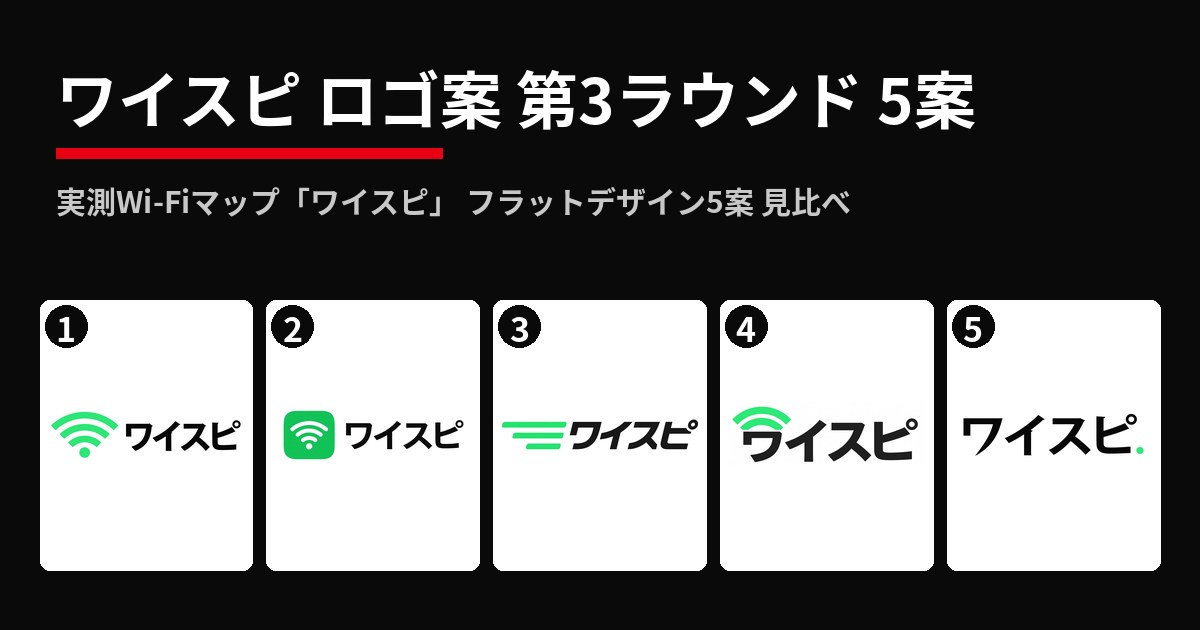 ワイスピ ロゴ案 第3ラウンド 5案
実測Wi-Fiマップ「ワイスピ」 フラットデザイン5案 見比べ
1
ワイスピ
2
ワイスピ
3
ワイスピ
4
ワイスピ
5
ワイスピ.